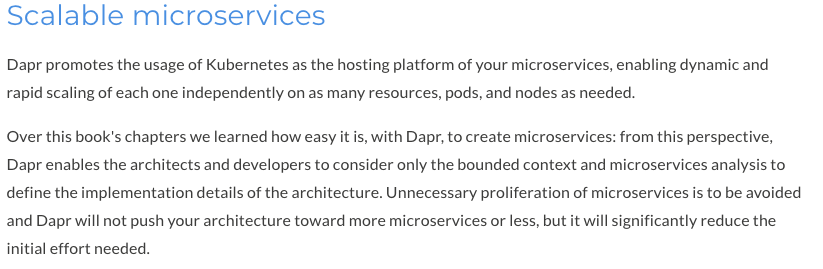 Scalable microservices
Dapr promotes the usage of Kubernetes as the hosting platform of your microservices, enabling dynamic and
rapid scaling of each one independently on as many resources, pods, and nodes as needed.
Over this book's chapters we learned how easy it is, with Dapr, to create microservices: from this perspective,
Dapr enables the architects and developers to consider only the bounded context and microservices analysis to
define the implementation details of the architecture. Unnecessary proliferation of microservices is to be avoided
and Dapr will not push your architecture toward more microservices or less, but it will significantly reduce the
initial effort needed.